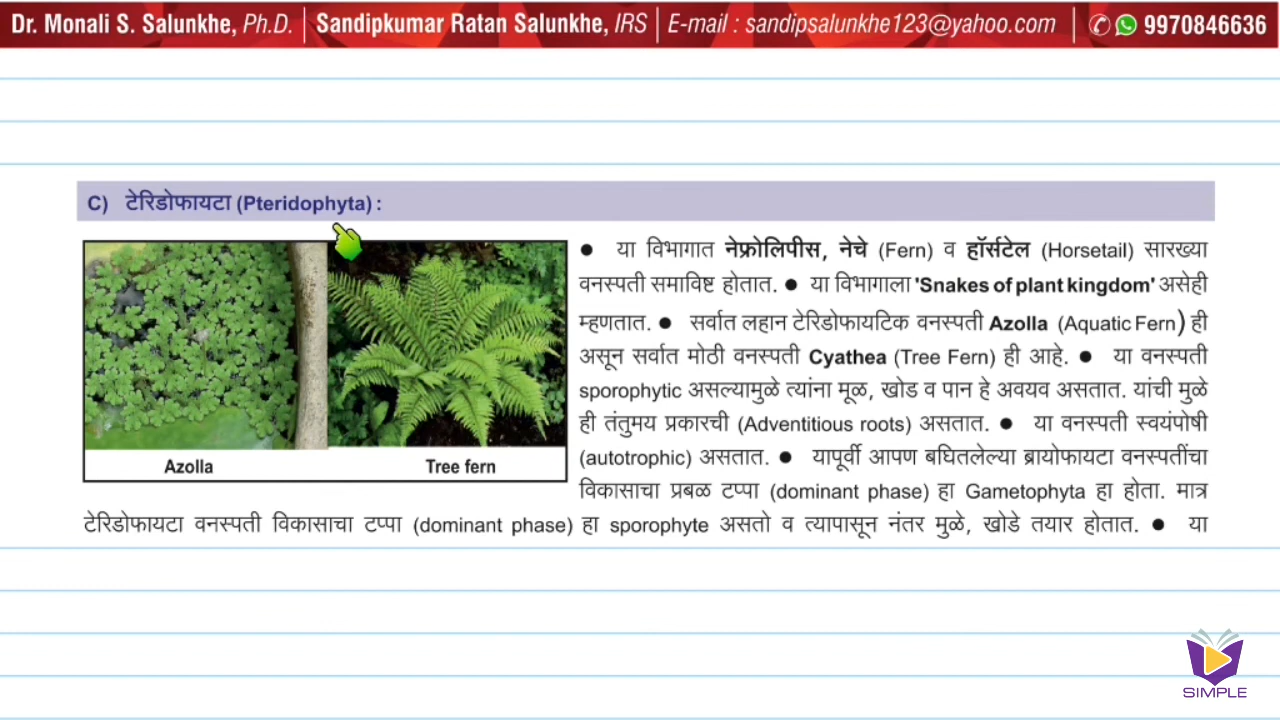 Dr. Monali S. Salunkhe, Ph.D. | Sandipkumar Ratan Salunkhe, IRS | E-mail : sandipsalunkhe123@yahoo.com | 9970846636
C) टेरिडोफायटा (Pteridophyta) :
● या विभागात नेफ्रोलिपीस, नेचे (Fern) व हॉर्सटेल (Horsetail) सारख्या
वनस्पती समाविष्ट होतात. ● या विभागाला 'Snakes of plant kingdom' असेही
म्हणतात. ● सर्वात लहान टेरिडोफायटिक वनस्पती Azolla (Aquatic Fern) ही
असून सर्वात मोठी वनस्पती Cyathea (Tree Fern) ही आहे. ● या वनस्पती
sporophytic असल्यामुळे त्यांना मूळ, खोड व पान हे अवयव असतात. यांची मुळे
ही तंतुमय प्रकारची (Adventitious roots) असतात. ● या वनस्पती स्वयंपोषी
(autotrophic) असतात. ● यापूर्वी आपण बघितलेल्या ब्रायोफायटा वनस्पतींचा
विकासाचा प्रबळ टप्पा (dominant phase) हा Gametophyta हा होता. मात्र
टेरिडोफायटा वनस्पती विकासाचा टप्पा (dominant phase) हा sporophyte असतो व त्यापासून नंतर मुळे, खोडे तयार होतात. ● या
Azolla
Tree fern
SIMPLE